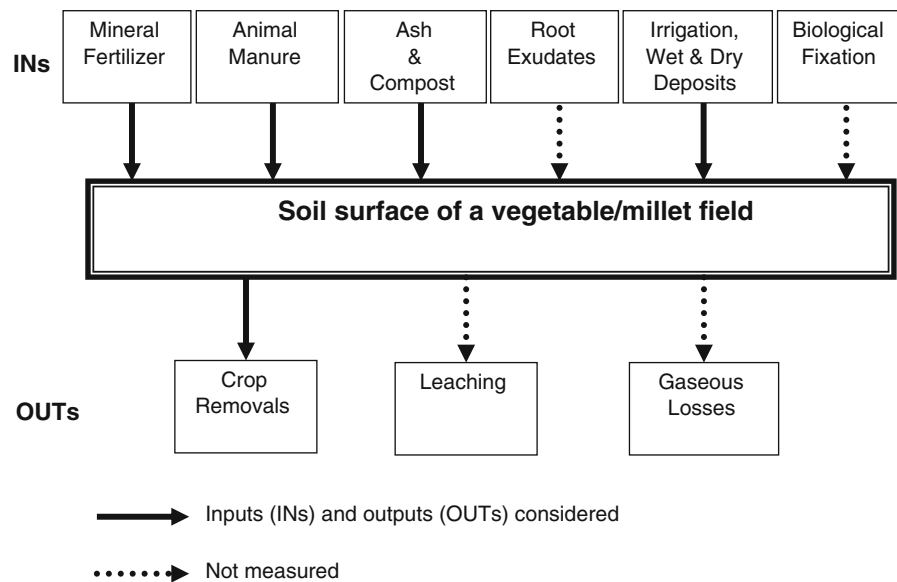 INs
Mineral
Fertilizer
Animal
Manure
Ash
&
Compost
Root
Exudates
Irrigation,
Wet & Dry
Deposits
Biological
Fixation
Soil surface of a vegetable/millet field
OUTs
Crop
Removals
Leaching
Gaseous
Losses
Inputs (INs) and outputs (OUTs) considered
Not measured